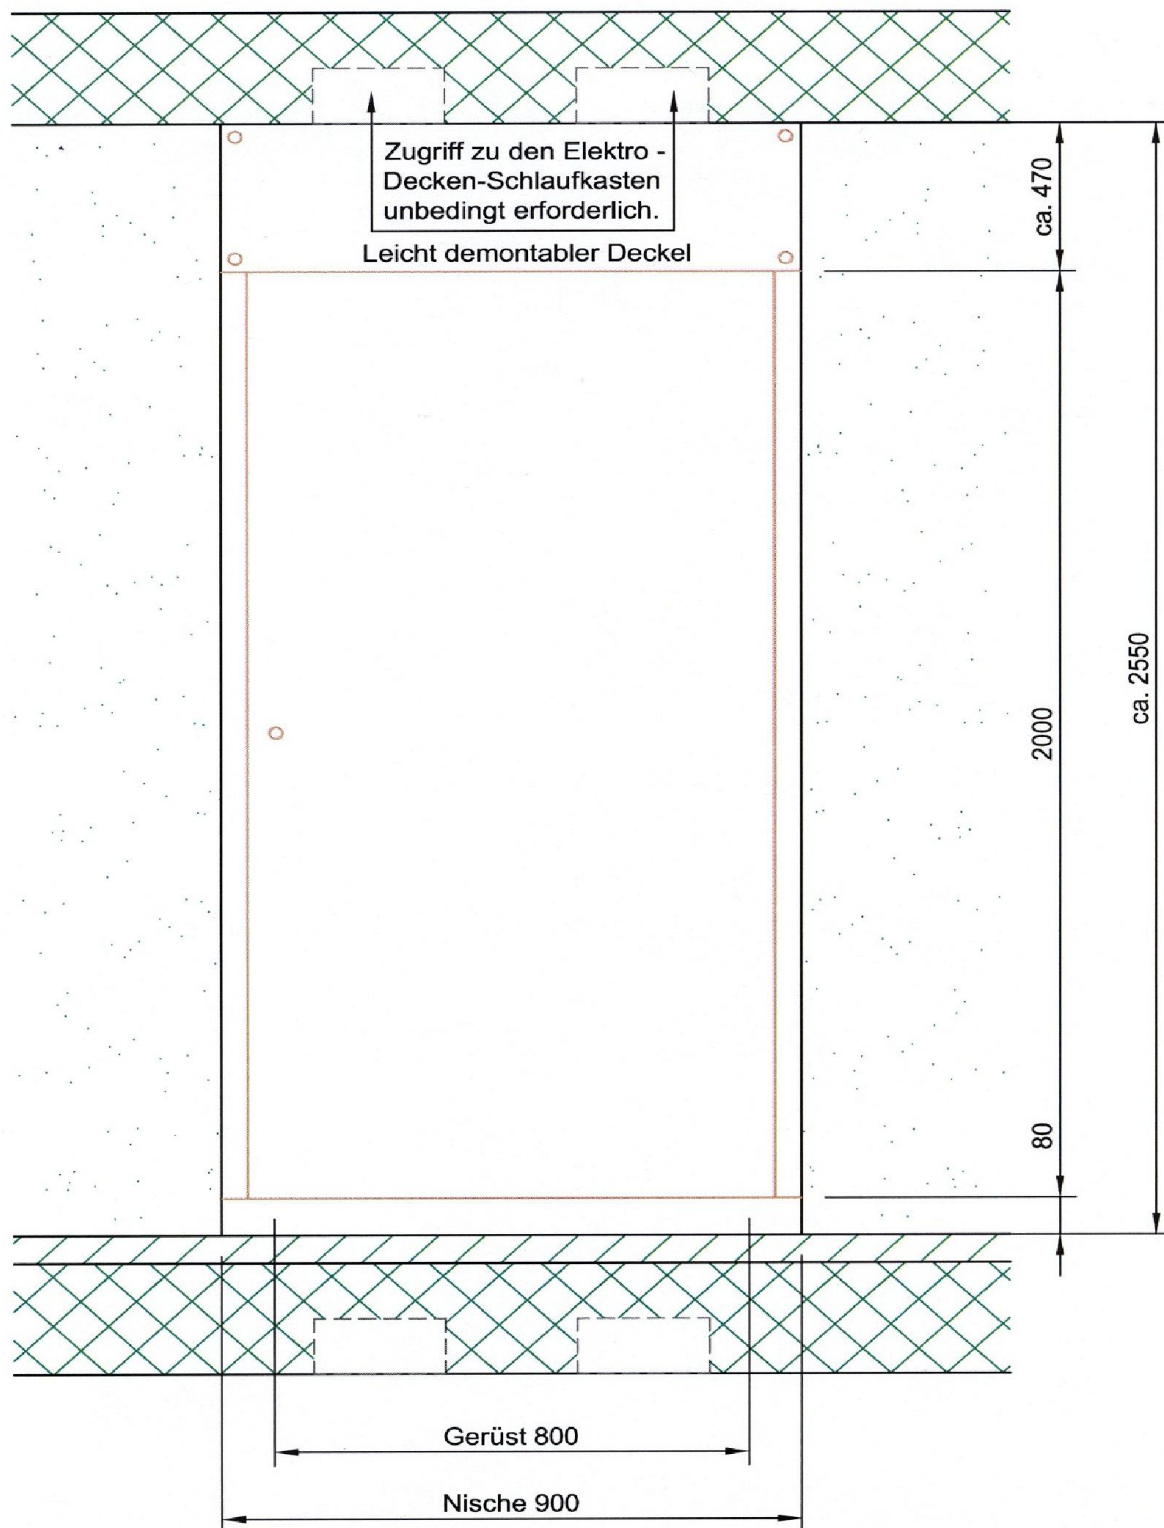 Zugriff zu den Elektro -
Decken-Schlaufkasten
unbedingt erforderlich.
Leicht demontabler Deckel
ca. 470
2000
ca. 2550
80
Gerüst 800
Nische 900